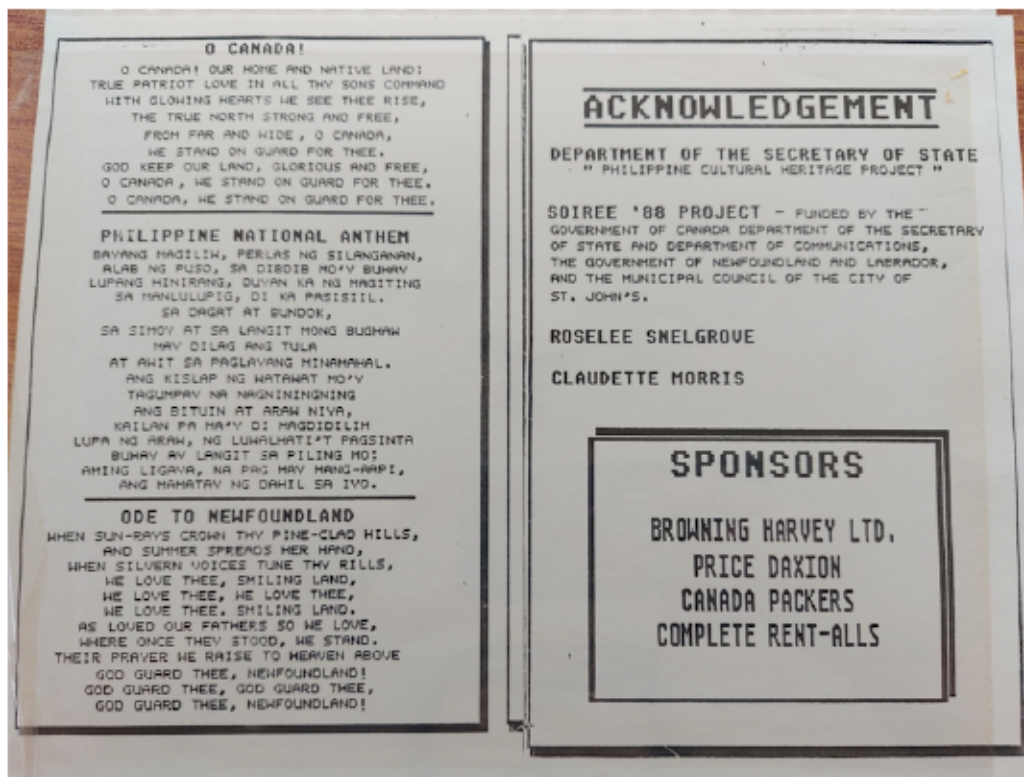 O CANADA!
O CANADA! OUR HOME AND NATIVE LAND!
TRUE PATRIOT LOVE IN ALL THY SONS COMMAND
WITH GLOWING HEARTS WE SEE THEE RISE,
THE TRUE NORTH STRONG AND FREE,
FROM FAR AND WIDE, O CANADA,
WE STAND ON GUARD FOR THEE.
GOD KEEP OUR LAND, GLORIOUS AND FREE,
O CANADA, WE STAND ON GUARD FOR THEE.
O CANADA, WE STAND ON GUARD FOR THEE.
PHILIPPINE NATIONAL ANTHEM
BAYANG MAGILIW, PERLAS NG SILANGANAN,
ALAB NG PUSO, SA DIBDIB MO'Y BUHAY
LUPANG HINIRANG, DUYAN KA NG MAGITING
SA MANLULUPIG, DI KA PASISIIL.
SA DAGAT AT BUNDOK,
SA SIMOY AT SA LANGIT MONG BUGHAW
MAY DILAG ANG TULA
AT AWIT SA PAGLAYANG MINAMAHAL.
ANG KISLAP NG WATAWAT MO'Y
TAGUMPAY NA NAGNININGNING
ANG BITUIN AT ARAW NIYA,
KAILAN PA MA'Y DI MAGDIDILIM
LUPA NG ARAW, NG LUWALHATI'T PAGSINTA
BUHAY AY LANGIT SA PILING MO;
AMING LIGAYA, NA PAG MAY MANG-AAPI,
ANG MAMATAY NG DAHIL SA IYO.
ODE TO NEWFOUNDLAND
WHEN SUN-RAYS CROWN THY PINE-CLAD HILLS,
AND SUMMER SPREADS HER HAND,
WHEN SILVERN VOICES TUNE THY RILLS,
WE LOVE THEE, SMILING LAND,
WE LOVE THEE, WE LOVE THEE,
WE LOVE THEE. SMILING LAND.
AS LOVED OUR FATHERS SO WE LOVE,
WHERE ONCE THEY STOOD, WE STAND.
THEIR PRAYER WE RAISE TO HEAVEN ABOVE
GOD GUARD THEE, NEWFOUNDLAND!
GOD GUARD THEE, GOD GUARD THEE,
GOD GUARD THEE, NEWFOUNDLAND!
ACKNOWLEDGEMENT
DEPARTMENT OF THE SECRETARY OF STATE
" PHILIPPINE CULTURAL HERITAGE PROJECT "
SOIREE '88 PROJECT - FUNDED BY THE
GOVERNMENT OF CANADA DEPARTMENT OF THE SECRETARY
OF STATE AND DEPARTMENT OF COMMUNICATIONS,
THE GOVERNMENT OF NEWFOUNDLAND AND LABRADOR,
AND THE MUNICIPAL COUNCIL OF THE CITY OF
ST. JOHN'S.
ROSELEE SNELGROVE
CLAUDETTE MORRIS
SPONSORS
BROWNING HARVEY LTD.
PRICE DAXION
CANADA PACKERS
COMPLETE RENT-ALLS